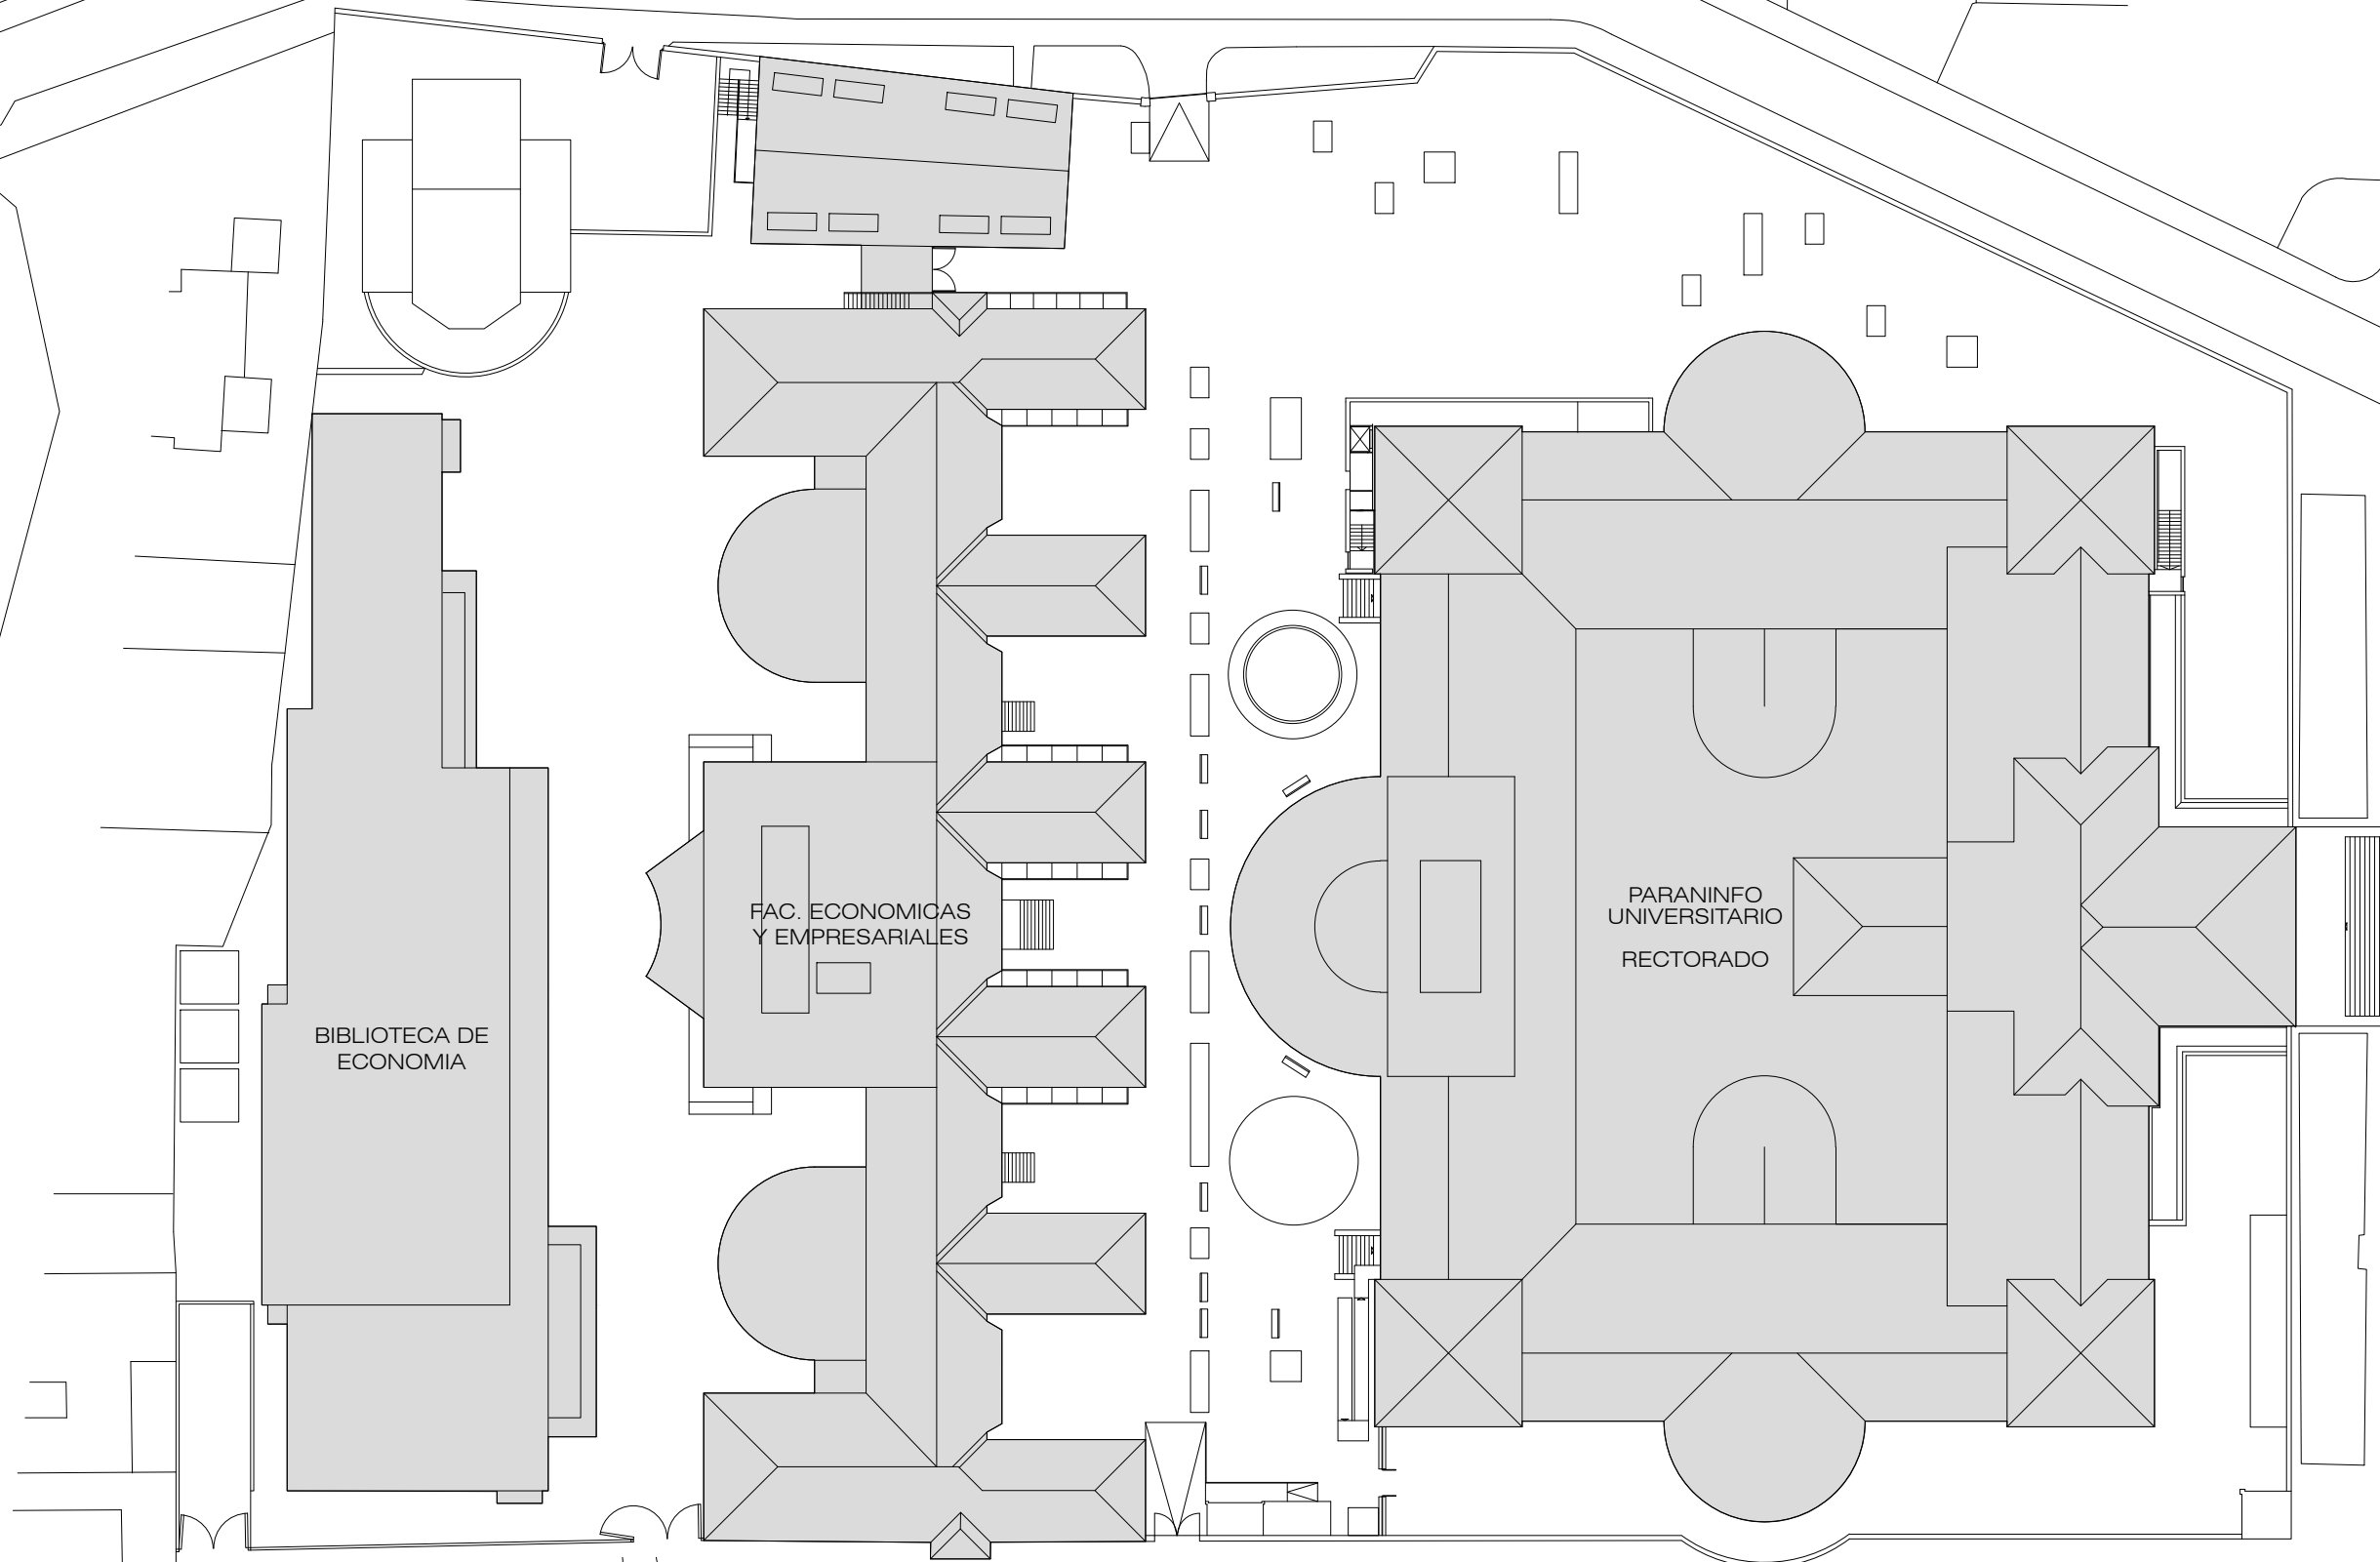 FAC. ECONOMICAS
Y EMPRESARIALES
BIBLIOTECA DE
ECONOMIA
PARANINFO
UNIVERSITARIO
RECTORADO